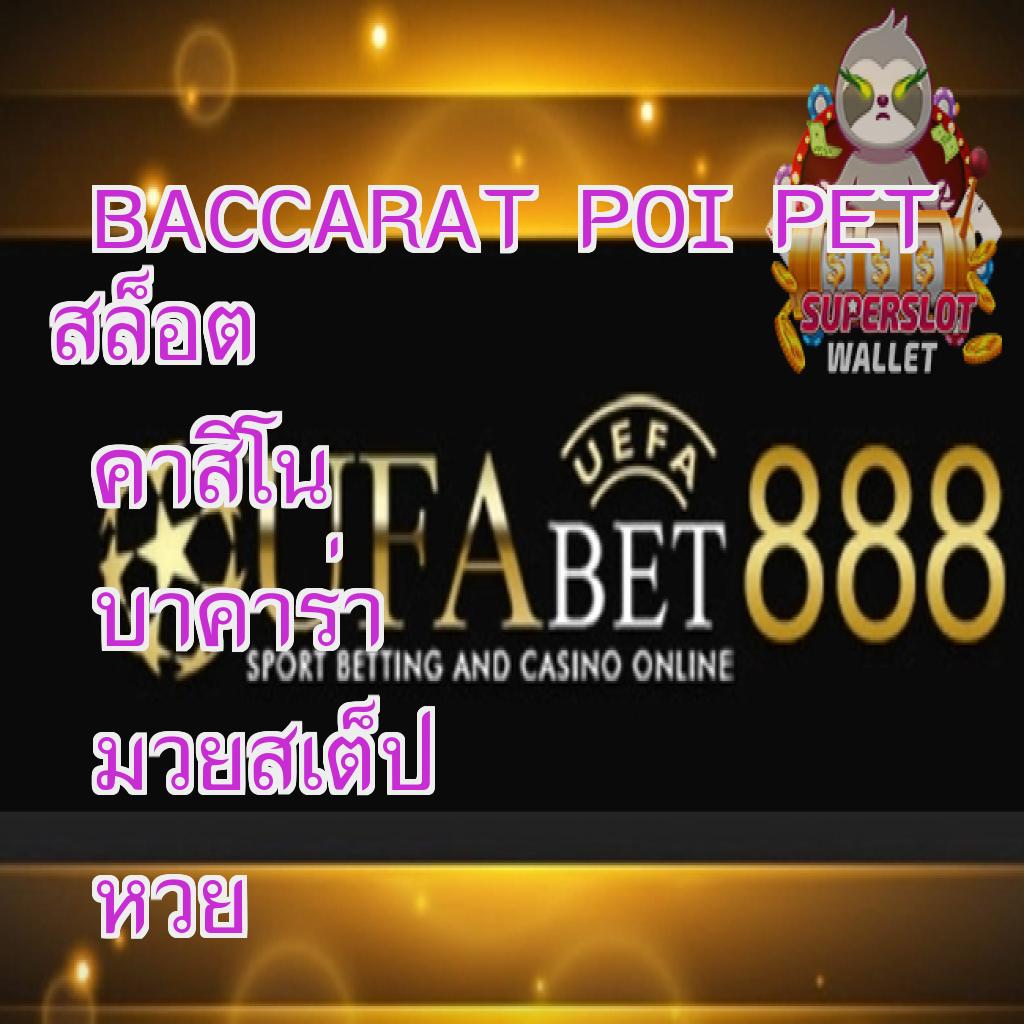 BACCARAT POI PET
สล็อต
SUPERSLOT
WALLET
คาสิโน
UEFA
UFABET888
บาคาร่า
SPORT BETTING AND CASINO ONLINE
มวยสเต็ป
หวย